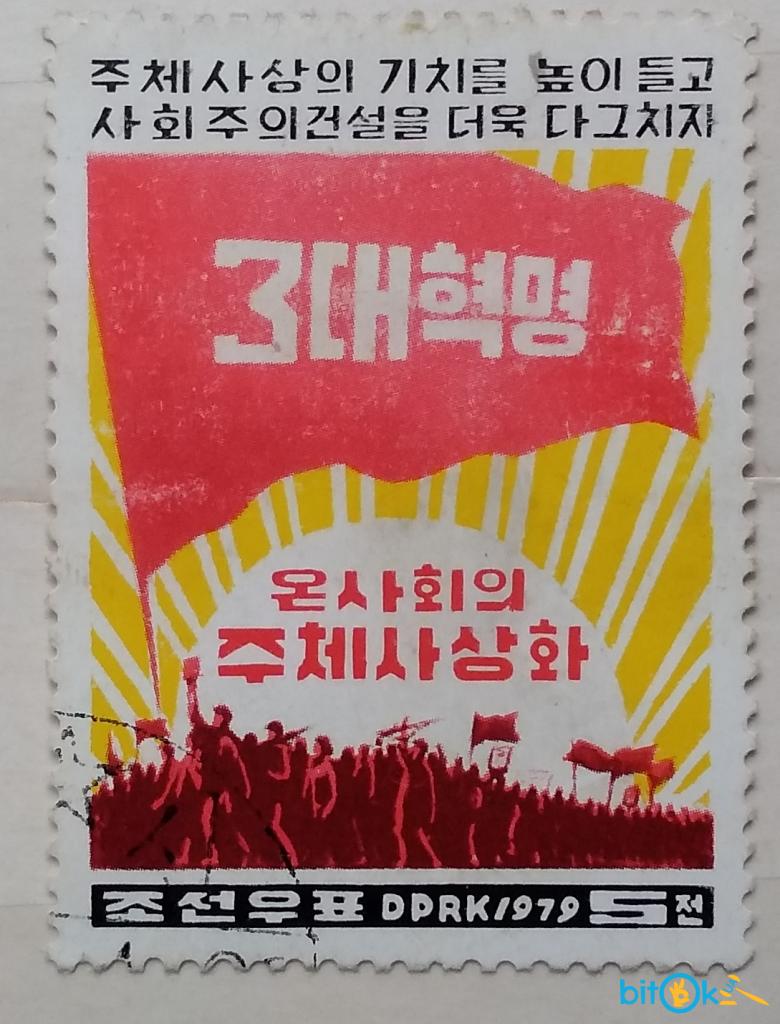 주체사상의 기치를 높이 들고
사회주의건설을 더욱 다그치자
3대혁명
온사회의
주체사상화
조선우표 DPRK1979 5전
bitOk